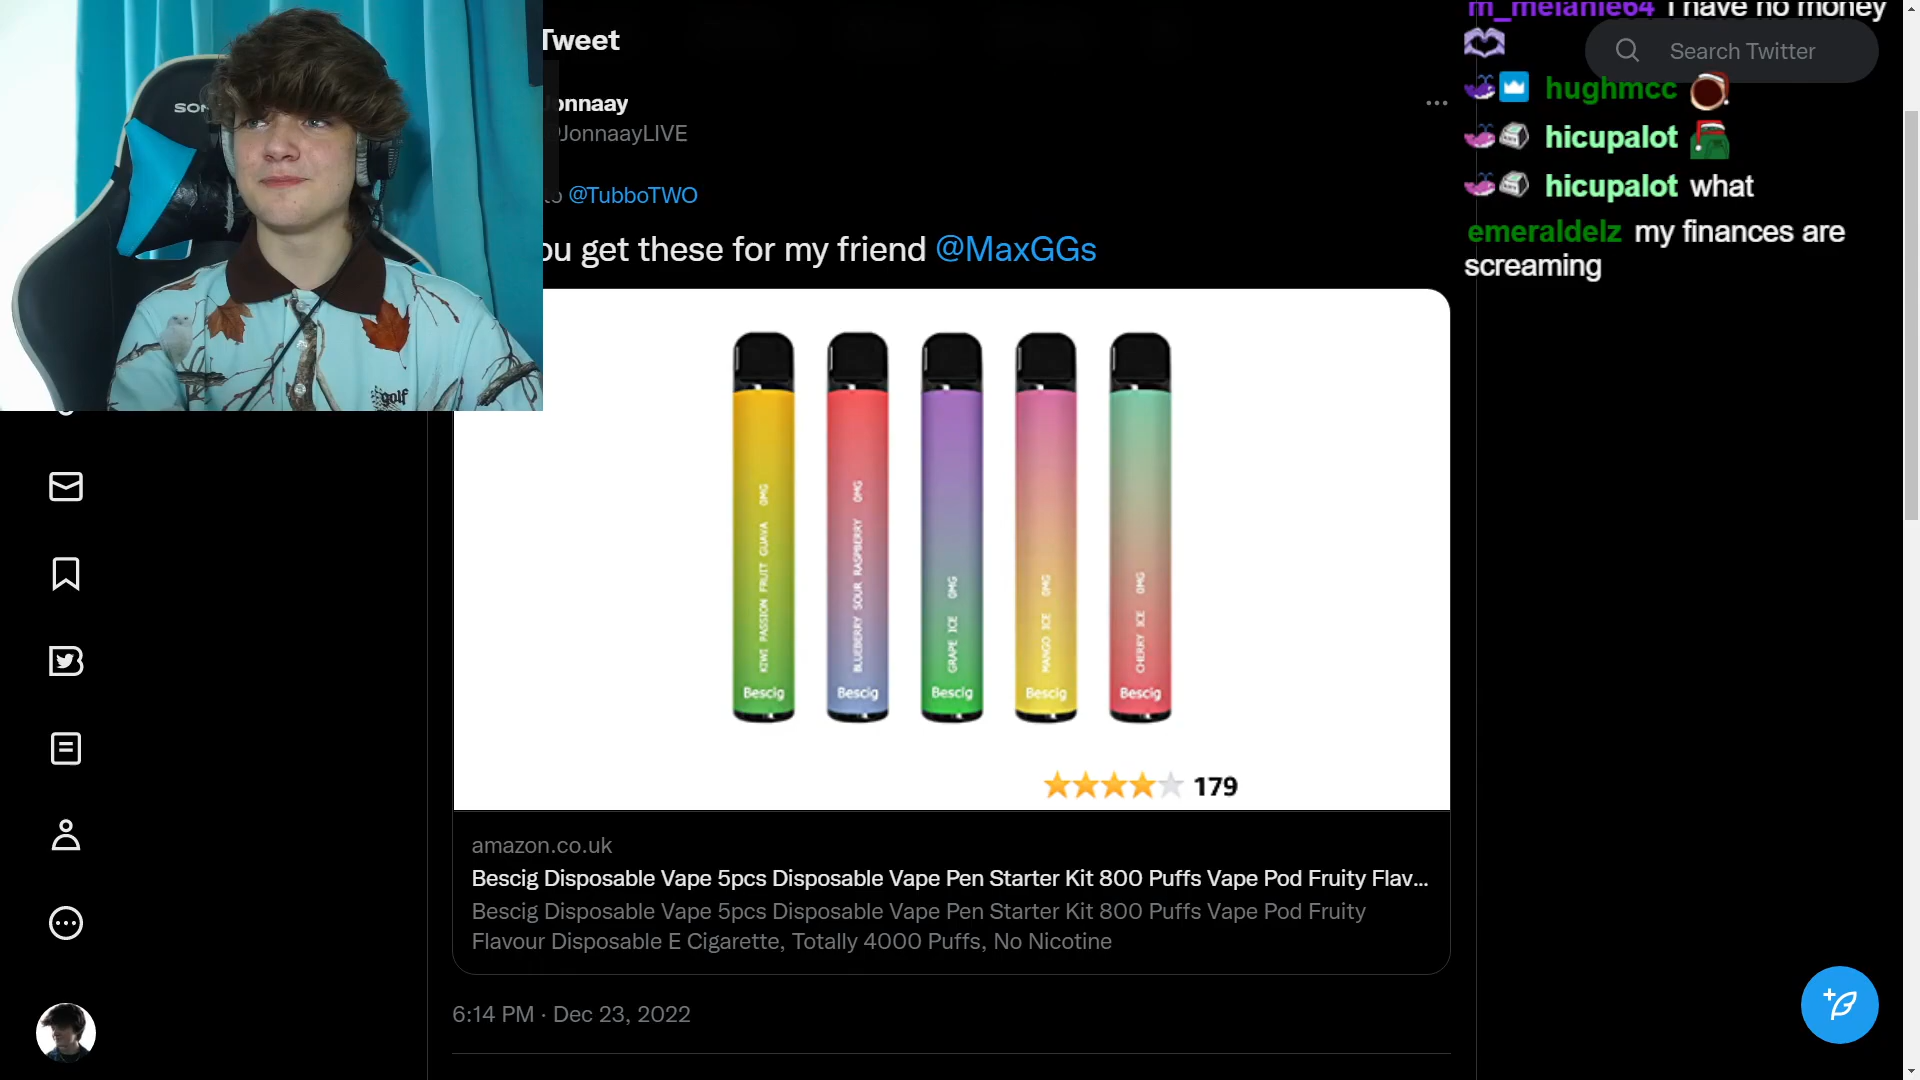 Tweet
onnaay
JonnaayLIVE
@TubboTWO
ou get these for my friend @MaxGGs
golf
KIWI PASSION FRUIT GUAVA 0MG
BLUEBERRY SOUR RASPBERRY 0MG
GRAPE ICE 0MG
MANGO ICE 0MG
CHERRY ICE 0MG
Bescig
Bescig
Bescig
Bescig
Bescig
179
amazon.co.uk
Bescig Disposable Vape 5pcs Disposable Vape Pen Starter Kit 800 Puffs Vape Pod Fruity Flav...
Bescig Disposable Vape 5pcs Disposable Vape Pen Starter Kit 800 Puffs Vape Pod Fruity
Flavour Disposable E Cigarette, Totally 4000 Puffs, No Nicotine
6:14 PM · Dec 23, 2022
m_melanie64 I have no money
Search Twitter
hughmcc
hicupalot
hicupalot what
emeraldelz my finances are
screaming